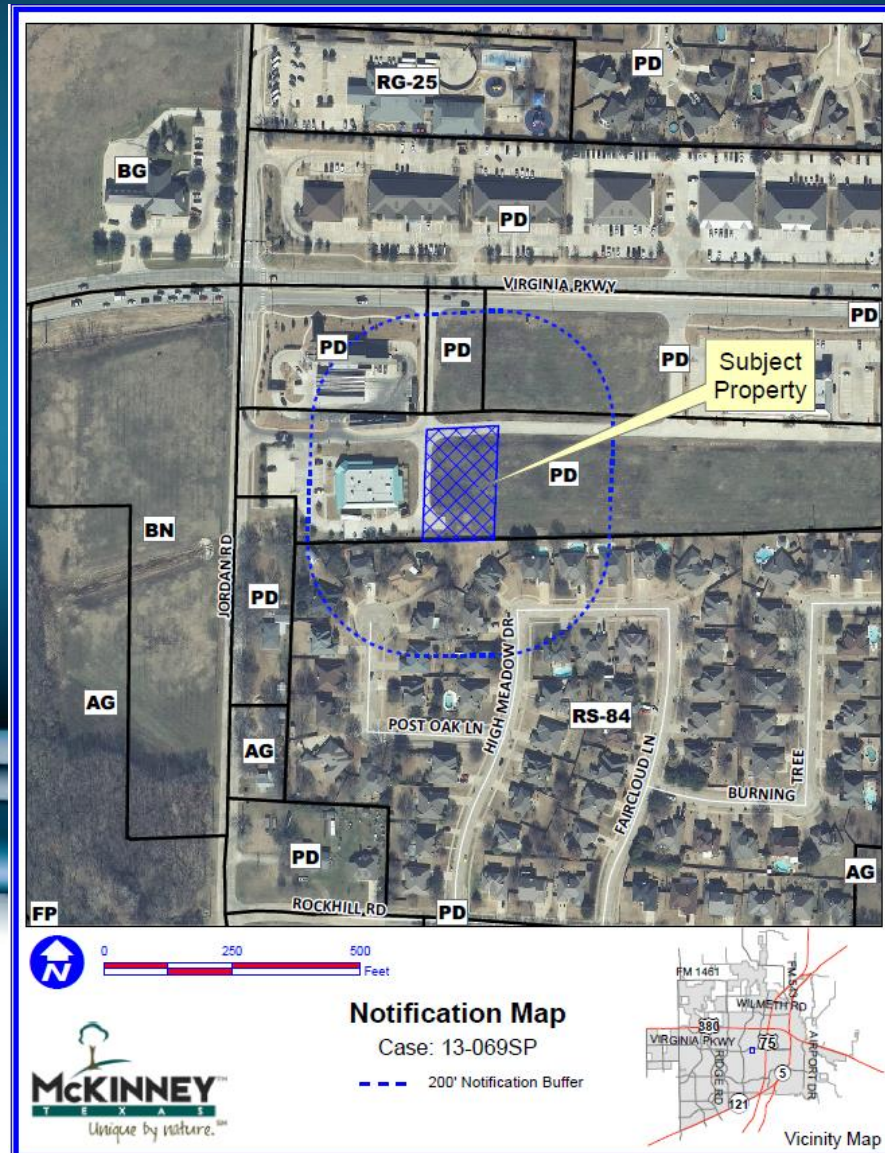 PD
RG-25
BG
PD
VIRGINIA PKWY
PD
PD
PD
PD
Subject
Property
PD
BN
JORDAN RD
PD
HIGH MEADOW DR
AG
RS-84
POST OAK LN
AG
FAIRCLOUD LN
BURNING TREE
PD
AG
ROCKHILL RD
PD
FP
N
0 250 500
Feet
Notification Map
Case: 13-069SP
200' Notification Buffer
McKINNEY
TEXAS
Unique by nature.
FM 1461
WILMETH RD
380
VIRGINIA PKWY
75
RIDGE RD
AIRPORT DR
5
121
Vicinity Map